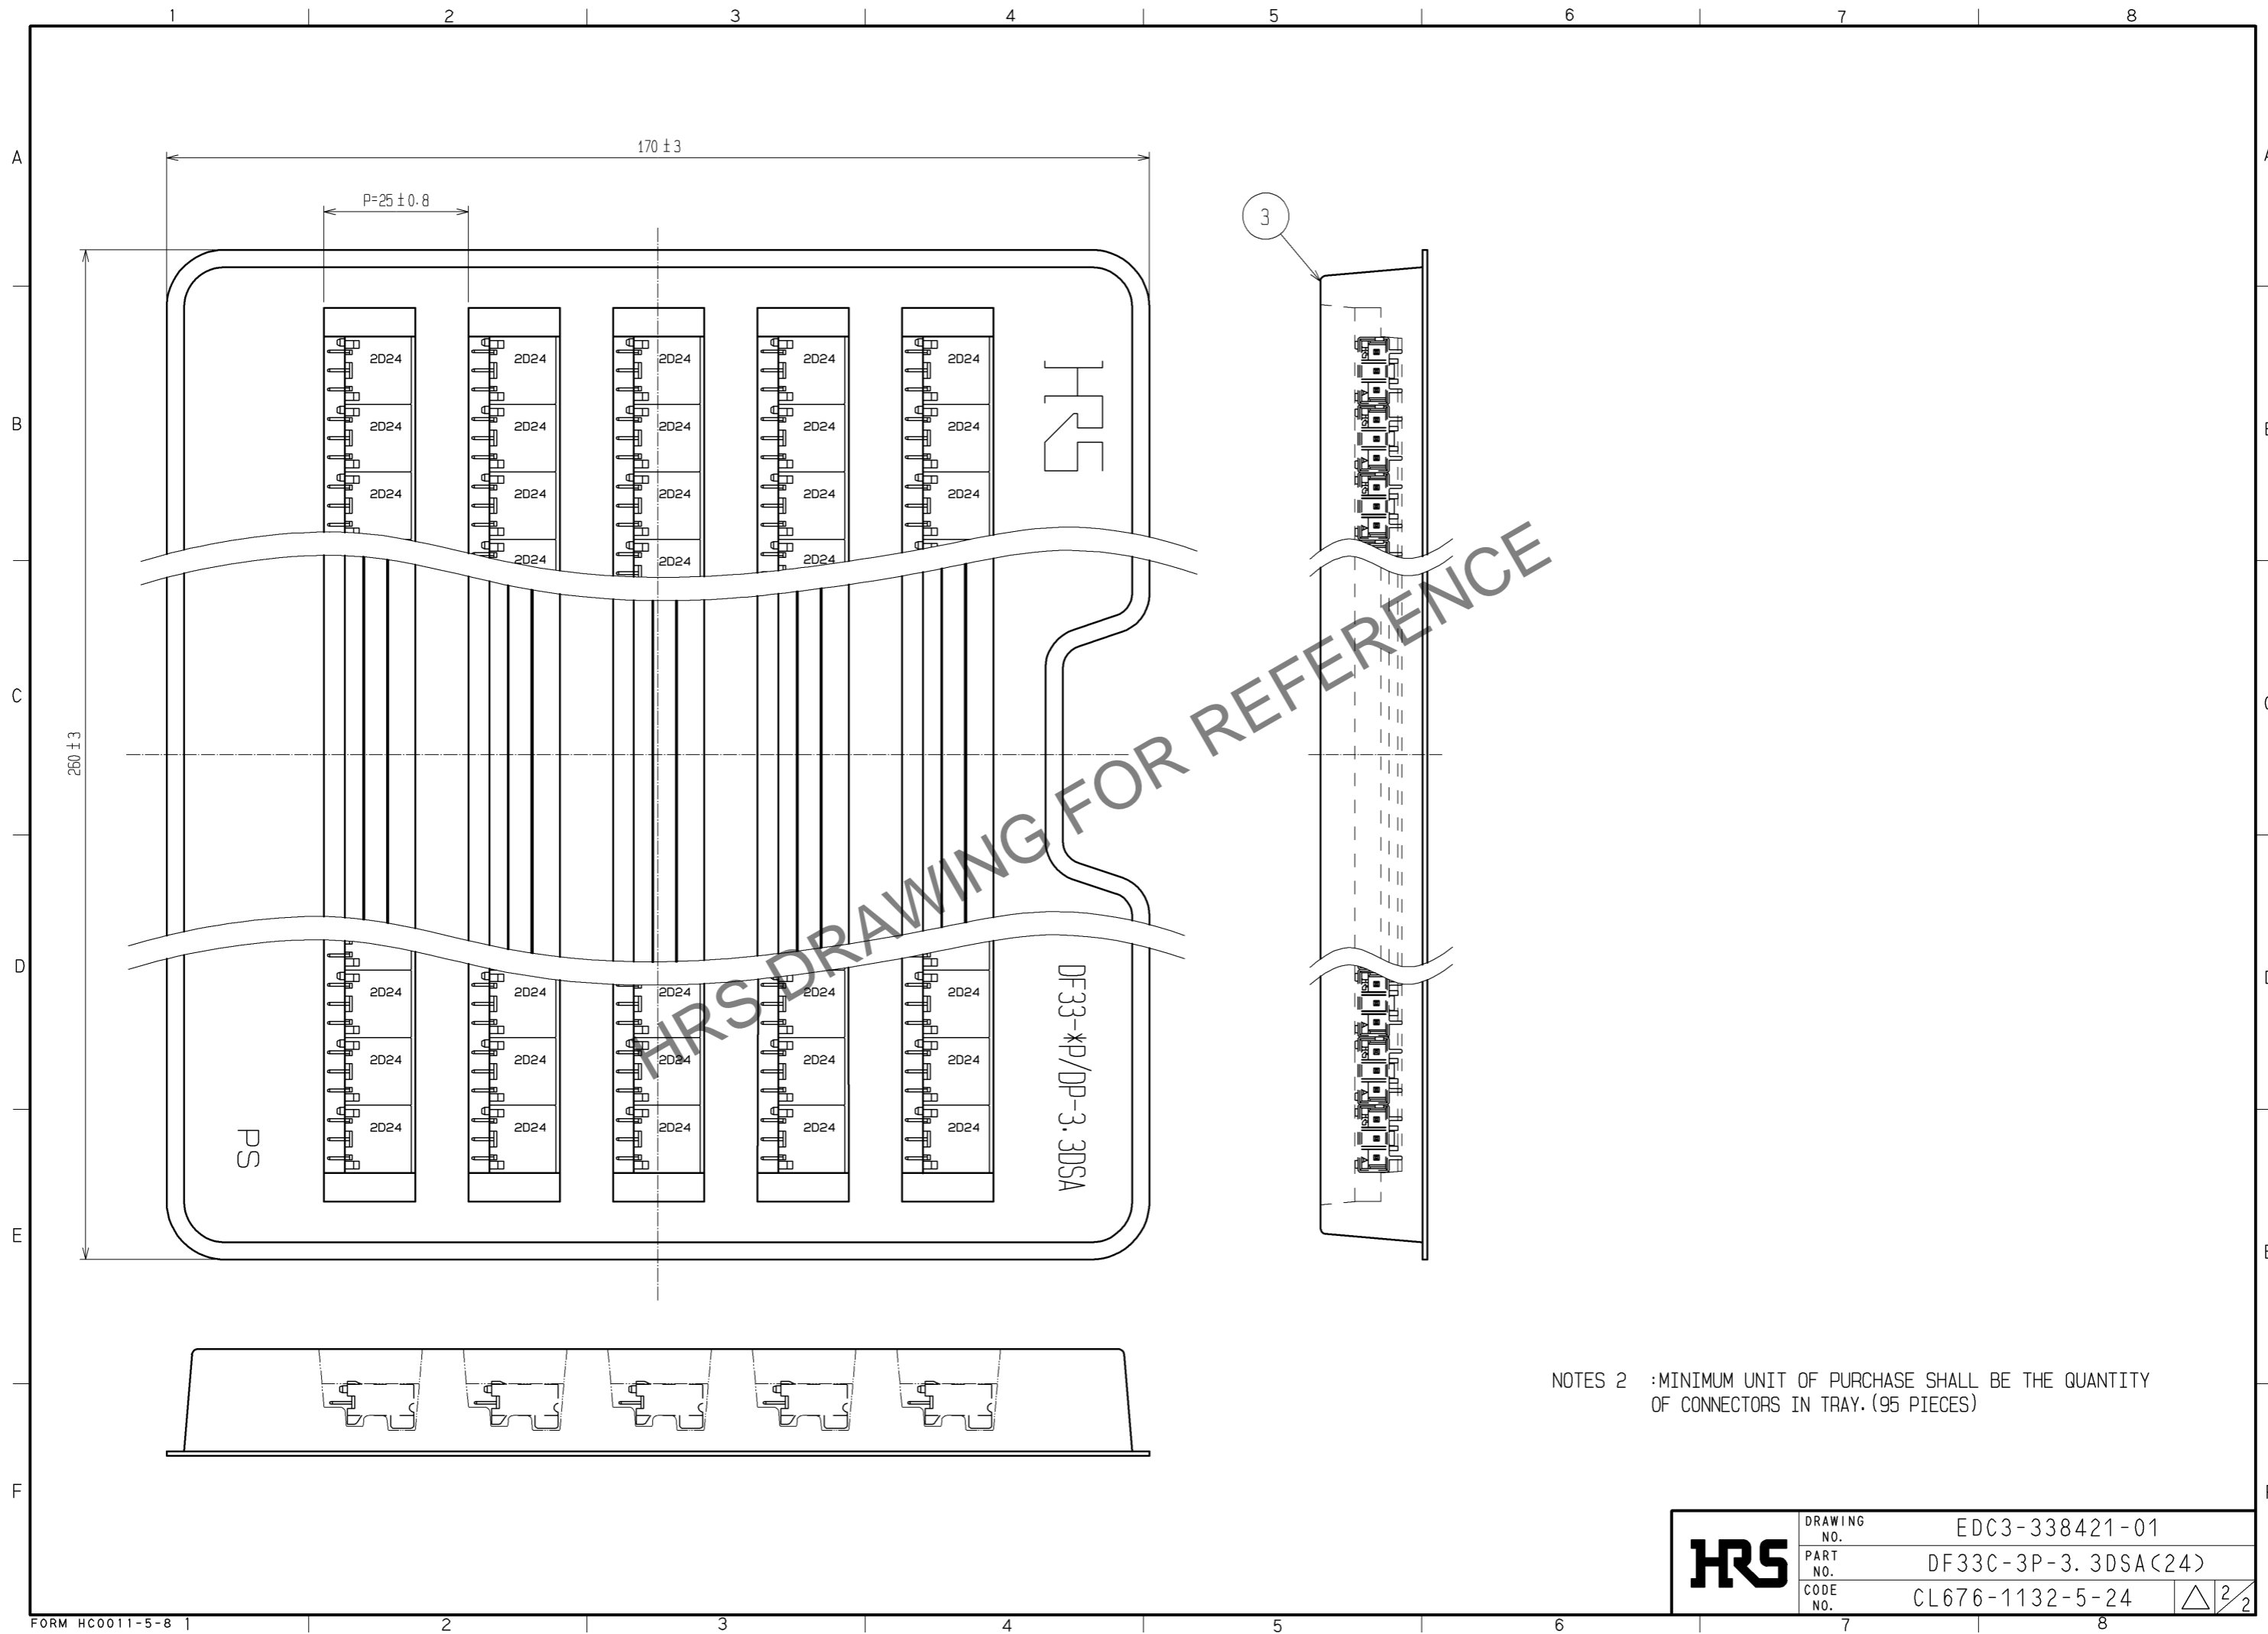 1 2 3 4 5 6 7 8
A
B
C
D
E
F
170±3
P=25±0.8
260±3
3
2D24 2D24 2D24 2D24 2D24
2D24 2D24 2D24 2D24 2D24
2D24 2D24 2D24 2D24 2D24
2D24 2D24 2D24
HRS
2D24 2D24 2D24 2D24 2D24
2D24 2D24 2D24 2D24 2D24
2D24 2D24 2D24 2D24 2D24
PS
DF33-*P/DP-3.3DSA
HRS DRAWING FOR REFERENCE
NOTES 2 :MINIMUM UNIT OF PURCHASE SHALL BE THE QUANTITY
OF CONNECTORS IN TRAY.(95 PIECES)
HRS
DRAWING NO. EDC3-338421-01
PART NO. DF33C-3P-3.3DSA(24)
CODE NO. CL676-1132-5-24 2/2
FORM HC0011-5-8 1 2 3 4 5 6 7 8